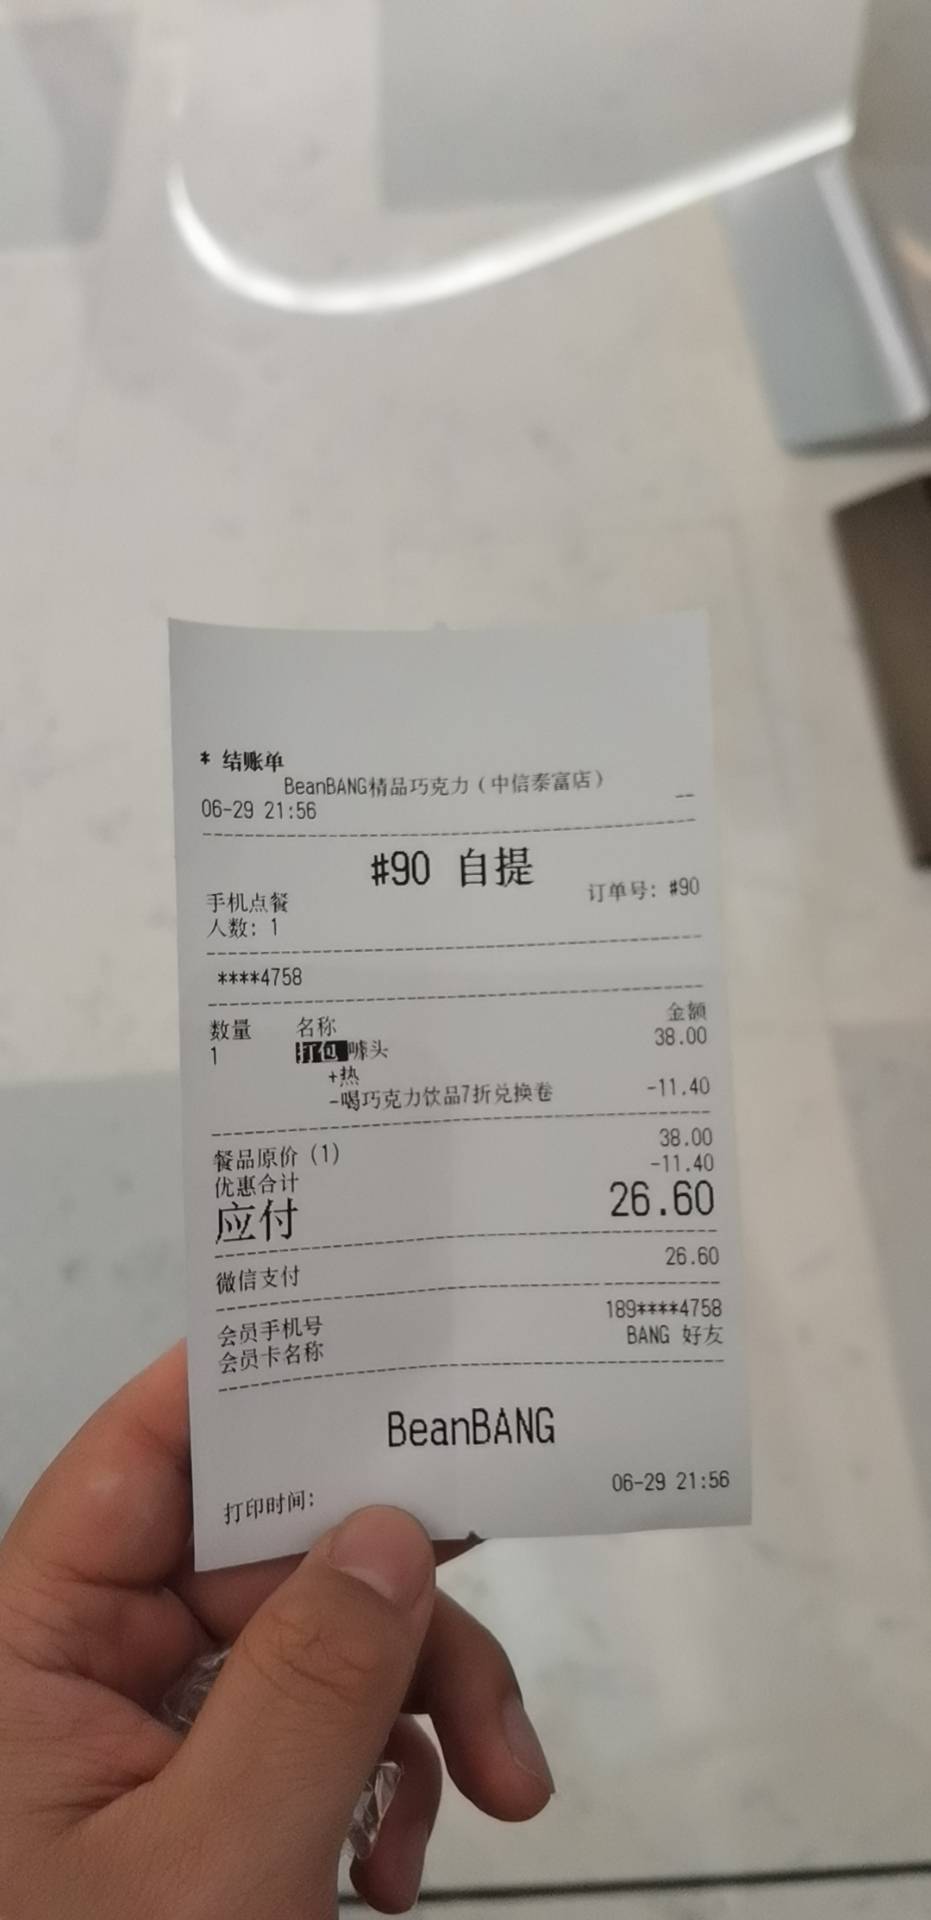 * 结账单
BeanBANG精品巧克力（中信泰富店）
06-29 21:56 --
#90 自提
手机点餐 订单号: #90
人数: 1
****4758
数量 名称 金额
1 打包 噱头 38.00
+热
-喝巧克力饮品7折兑换卷 -11.40
餐品原价 (1) 38.00
优惠合计 -11.40
应付 26.60
微信支付 26.60
会员手机号 189****4758
会员卡名称 BANG 好友
BeanBANG
打印时间: 06-29 21:56